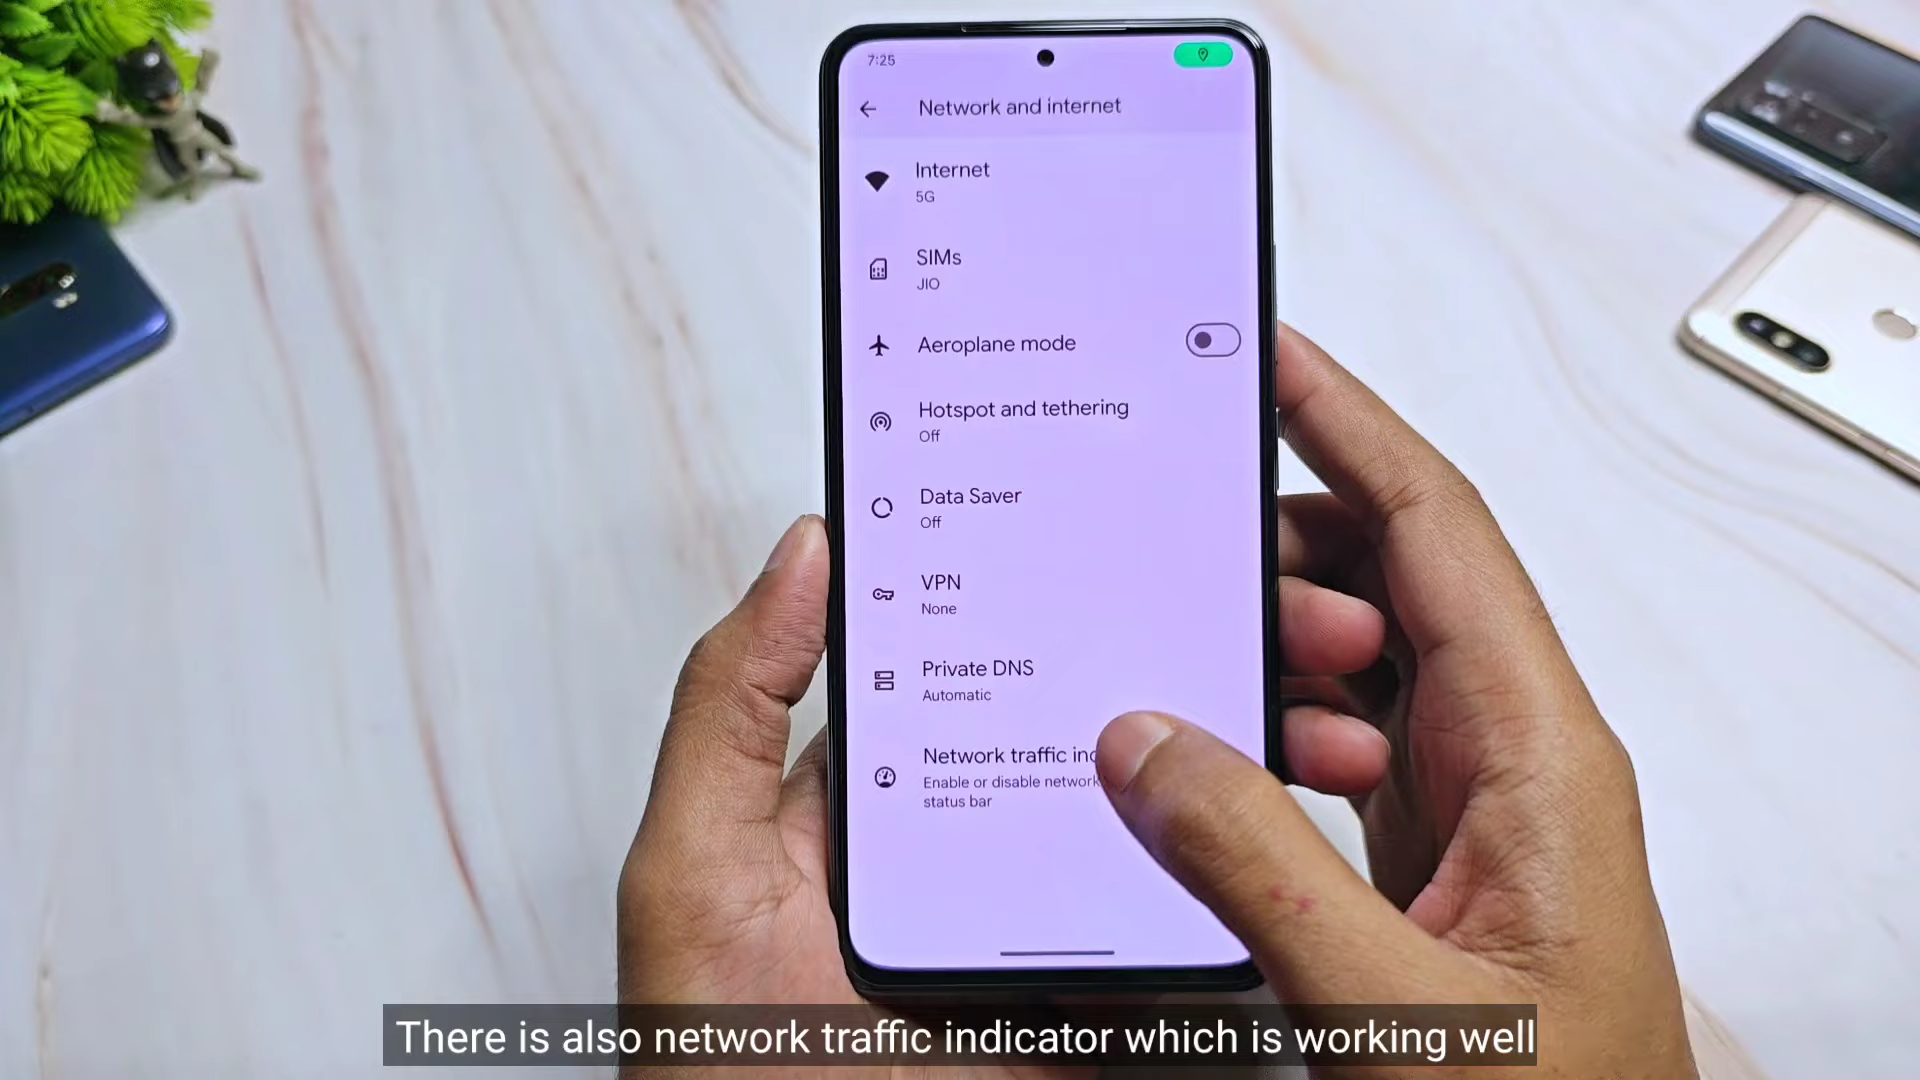 7:25
Network and internet
Internet
5G
SIMs
JIO
Aeroplane mode
Hotspot and tethering
Off
Data Saver
Off
VPN
None
Private DNS
Automatic
Network traffic
Enable or disable network
status bar
There is also network traffic indicator which is working well